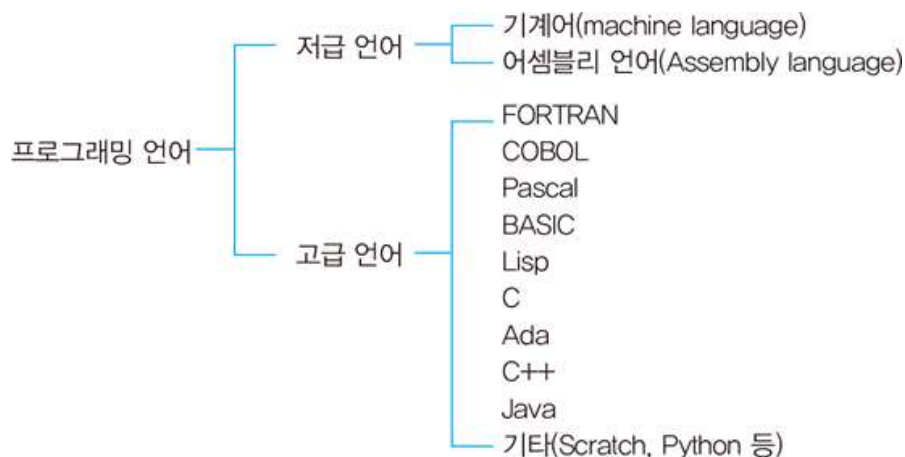 프로그래밍 언어
저급 언어
기계어(machine language)
어셈블리 언어(Assembly language)
고급 언어
FORTRAN
COBOL
Pascal
BASIC
Lisp
C
Ada
C++
Java
기타(Scratch, Python 등)